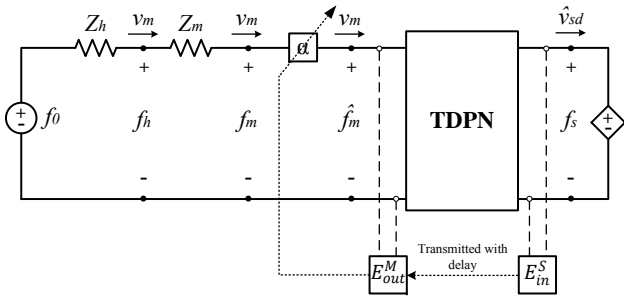 Z_h v_m Z_m v_m v_m v̂_sd
α
+ + + +
f_0 f_h f_m f̂_m TDPN f_s
- - - -
Transmitted with
delay
E^M_out E^S_in